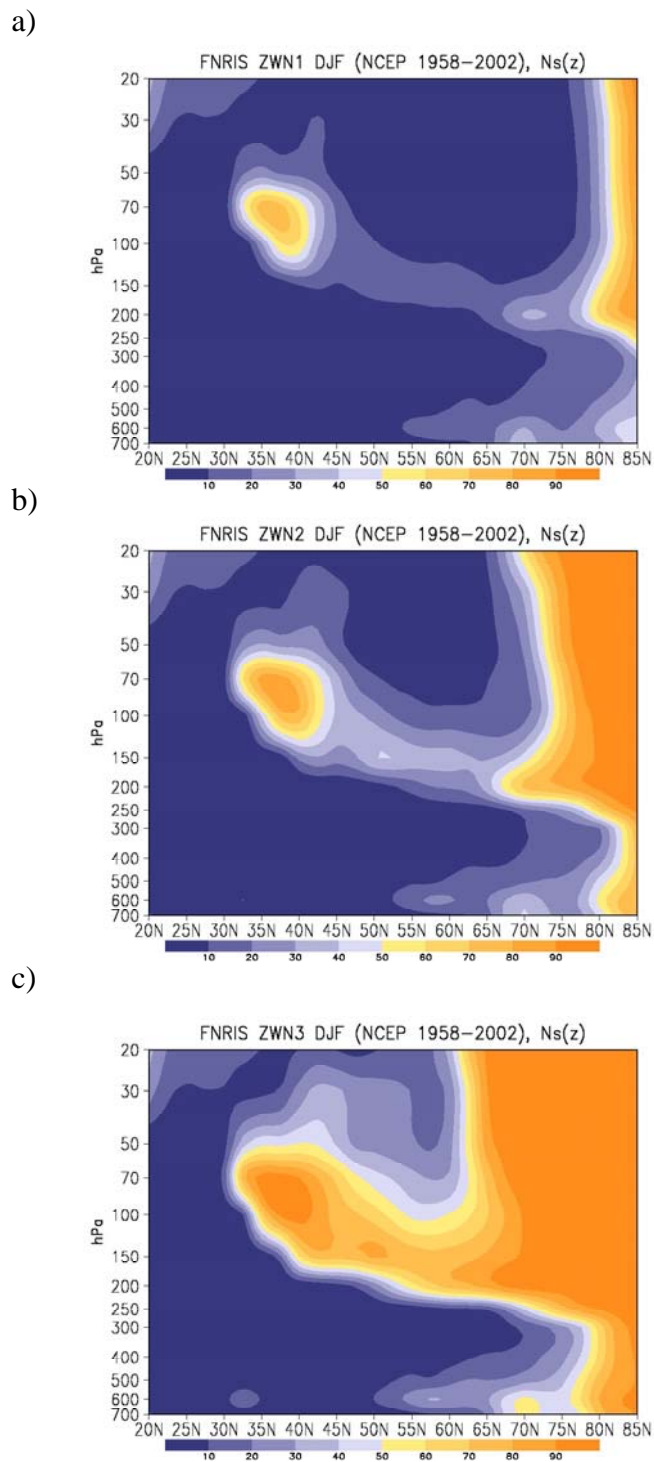 a)
FNRIS ZWN1 DJF (NCEP 1958-2002), Ns(z)
20
30
50
70
100
150
200
250
300
400
500
600
700
hPa
20N 25N 30N 35N 40N 45N 50N 55N 60N 65N 70N 75N 80N 85N
10 20 30 40 50 60 70 80 90
b)
FNRIS ZWN2 DJF (NCEP 1958-2002), Ns(z)
20
30
50
70
100
150
200
250
300
400
500
600
700
hPa
20N 25N 30N 35N 40N 45N 50N 55N 60N 65N 70N 75N 80N 85N
10 20 30 40 50 60 70 80 90
c)
FNRIS ZWN3 DJF (NCEP 1958-2002), Ns(z)
20
30
50
70
100
150
200
250
300
400
500
600
700
hPa
20N 25N 30N 35N 40N 45N 50N 55N 60N 65N 70N 75N 80N 85N
10 20 30 40 50 60 70 80 90